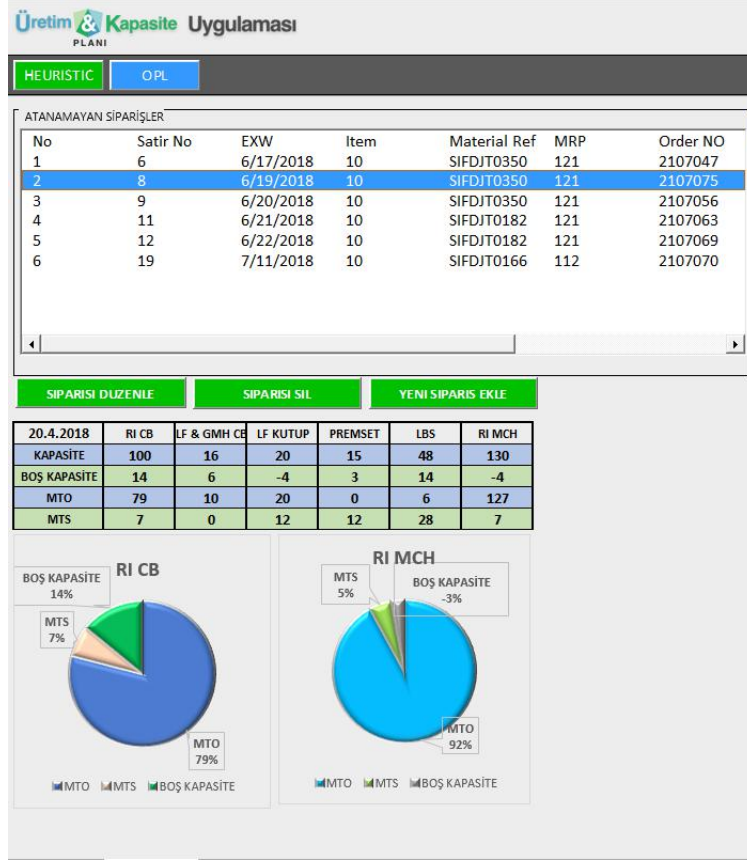 Üretim & Kapasite Uygulaması
PLANI
HEURISTIC OPL
ATANAMAYAN SİPARİŞLER
No Satir No EXW Item Material Ref MRP Order NO
1 6 6/17/2018 10 SIFDJT0350 121 2107047
2 8 6/19/2018 10 SIFDJT0350 121 2107075
3 9 6/20/2018 10 SIFDJT0350 121 2107056
4 11 6/21/2018 10 SIFDJT0182 121 2107063
5 12 6/22/2018 10 SIFDJT0182 121 2107069
6 19 7/11/2018 10 SIFDJT0166 112 2107070
SIPARISI DUZENLE SIPARISI SIL YENI SIPARIS EKLE
20.4.2018 RI CB LF & GMH CB LF KUTUP PREMSET LBS RI MCH
KAPASİTE 100 16 20 15 48 130
BOŞ KAPASİTE 14 6 -4 3 14 -4
MTO 79 10 20 0 6 127
MTS 7 0 12 12 28 7
RI CB
BOŞ KAPASİTE
14%
MTS
7%
MTO
79%
MTO MTS BOŞ KAPASİTE
RI MCH
MTS
5%
BOŞ KAPASİTE
-3%
MTO
92%
MTO MTS BOŞ KAPASİTE